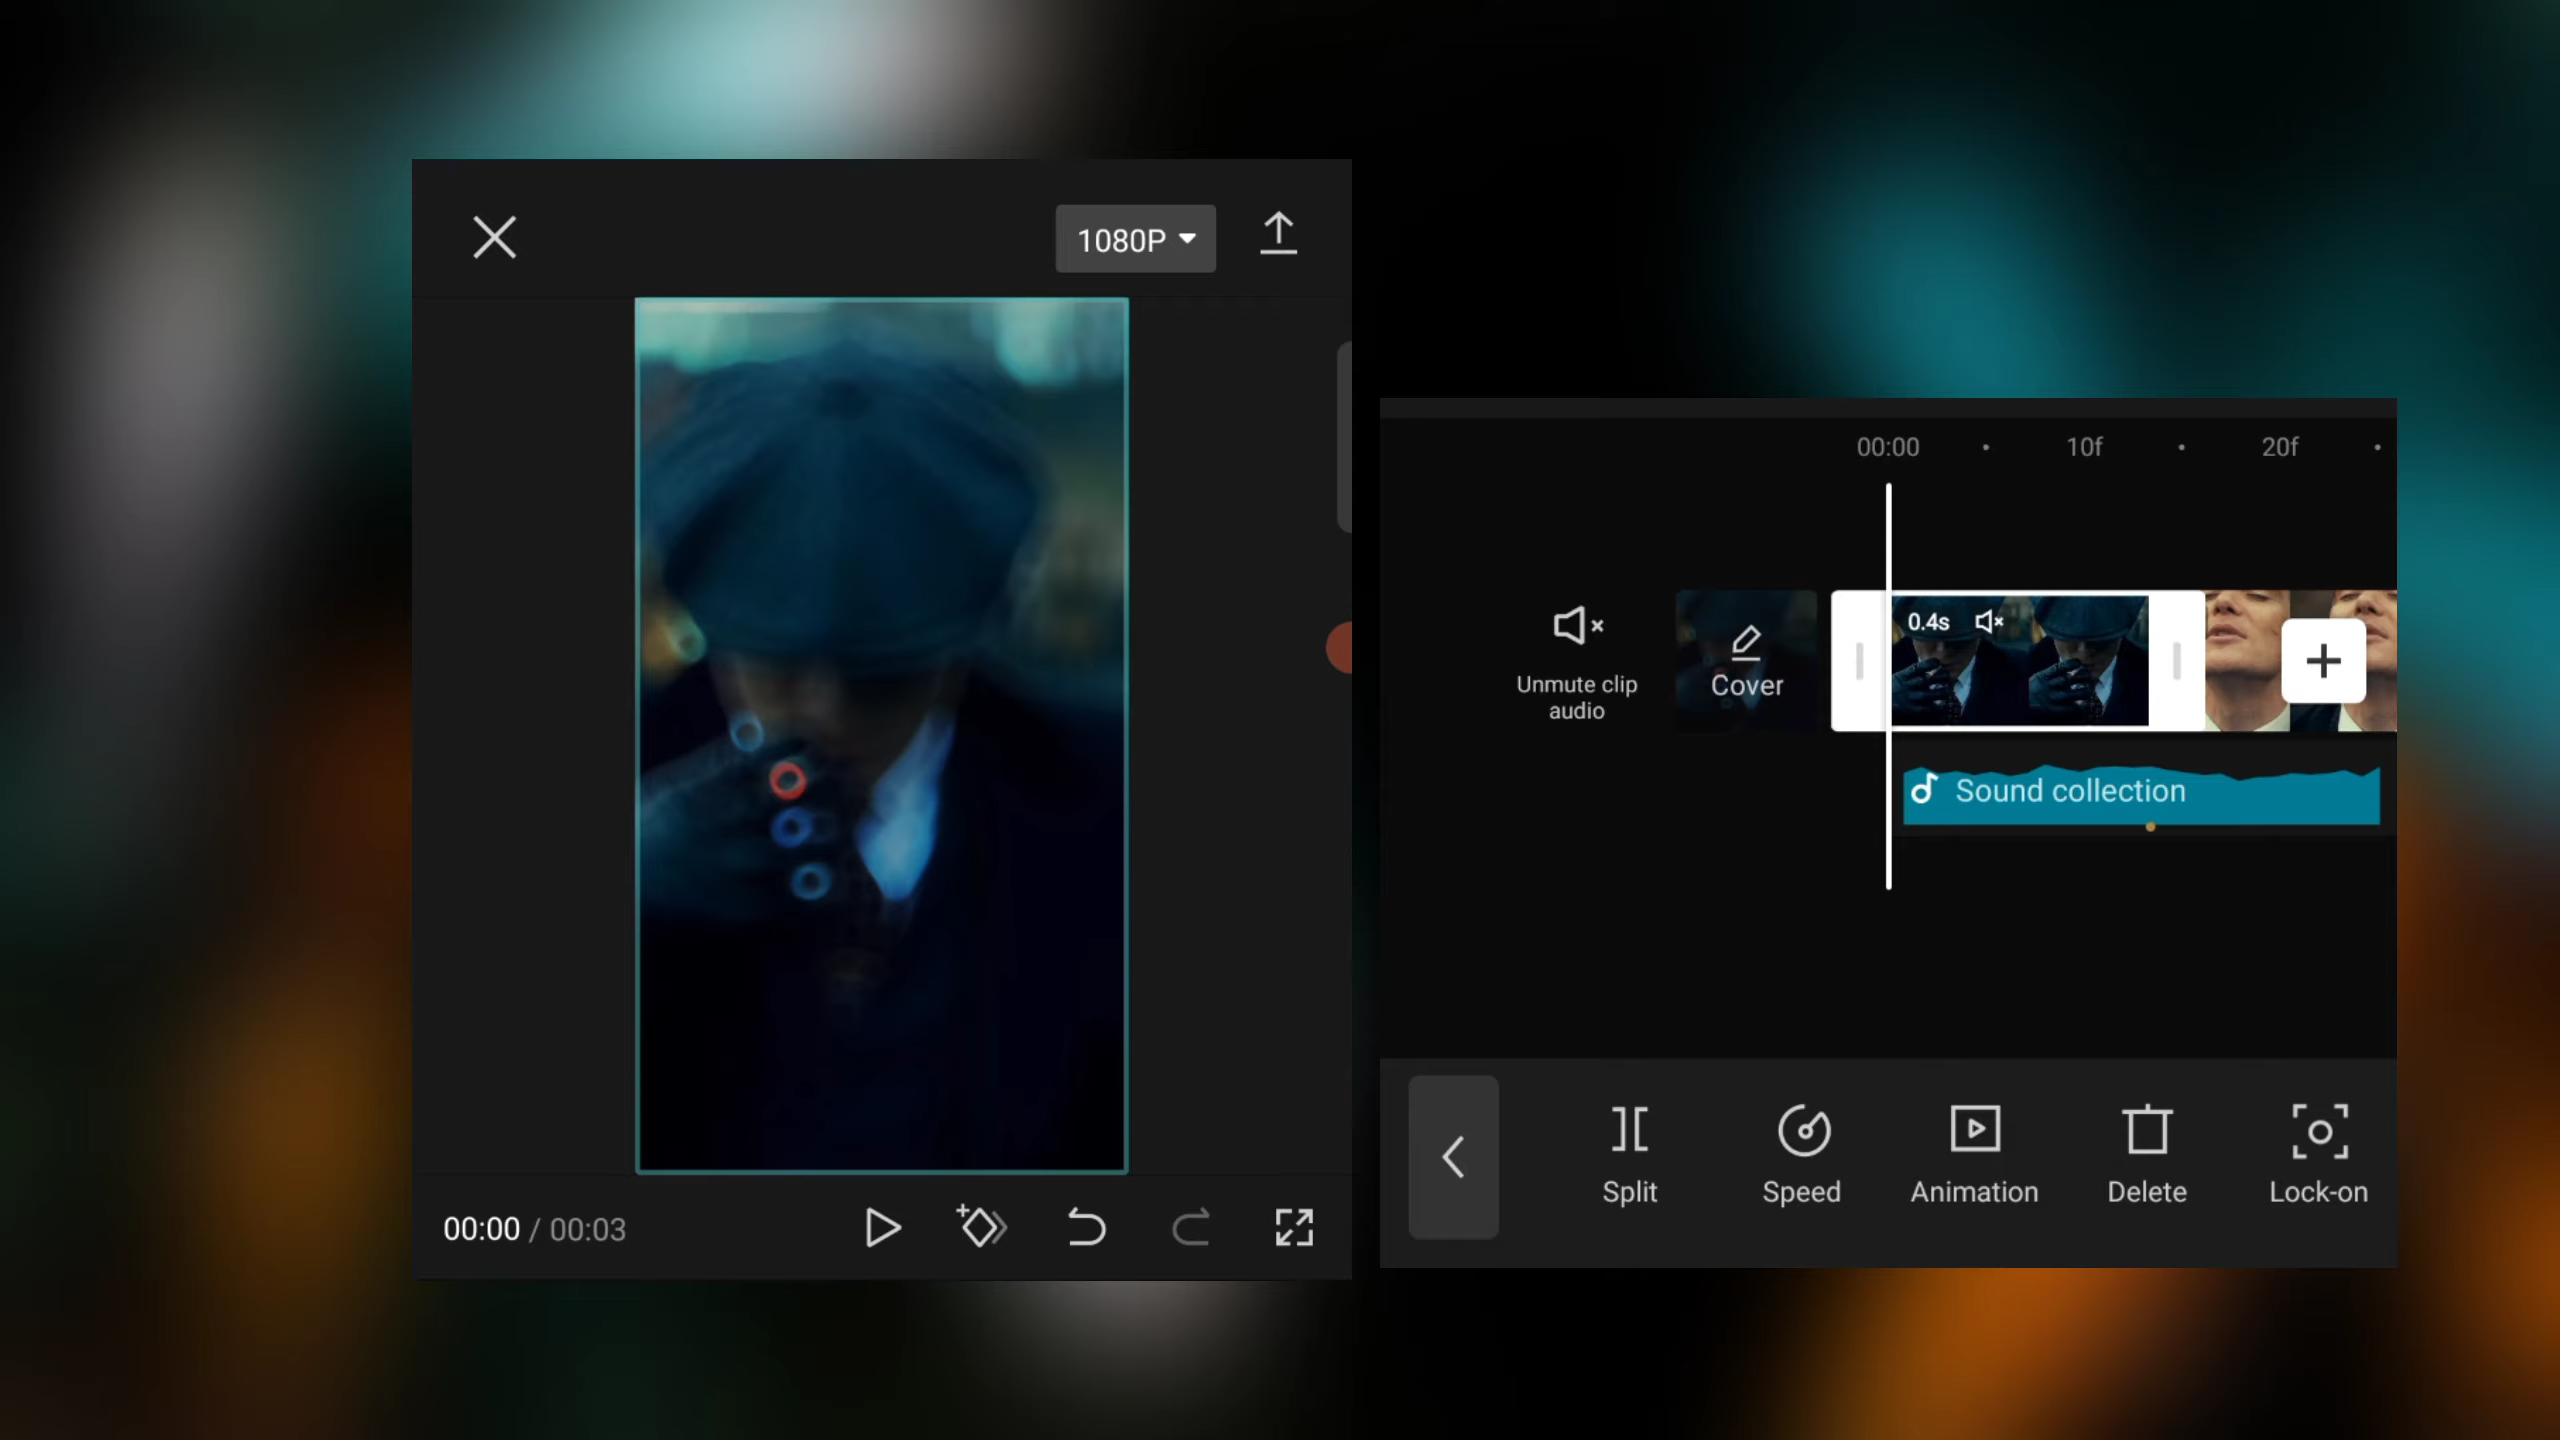 1080P
00:00 / 00:03
00:00 10f 20f
0.4s
Unmute clip
audio
Cover
Sound collection
Split Speed Animation Delete Lock-on